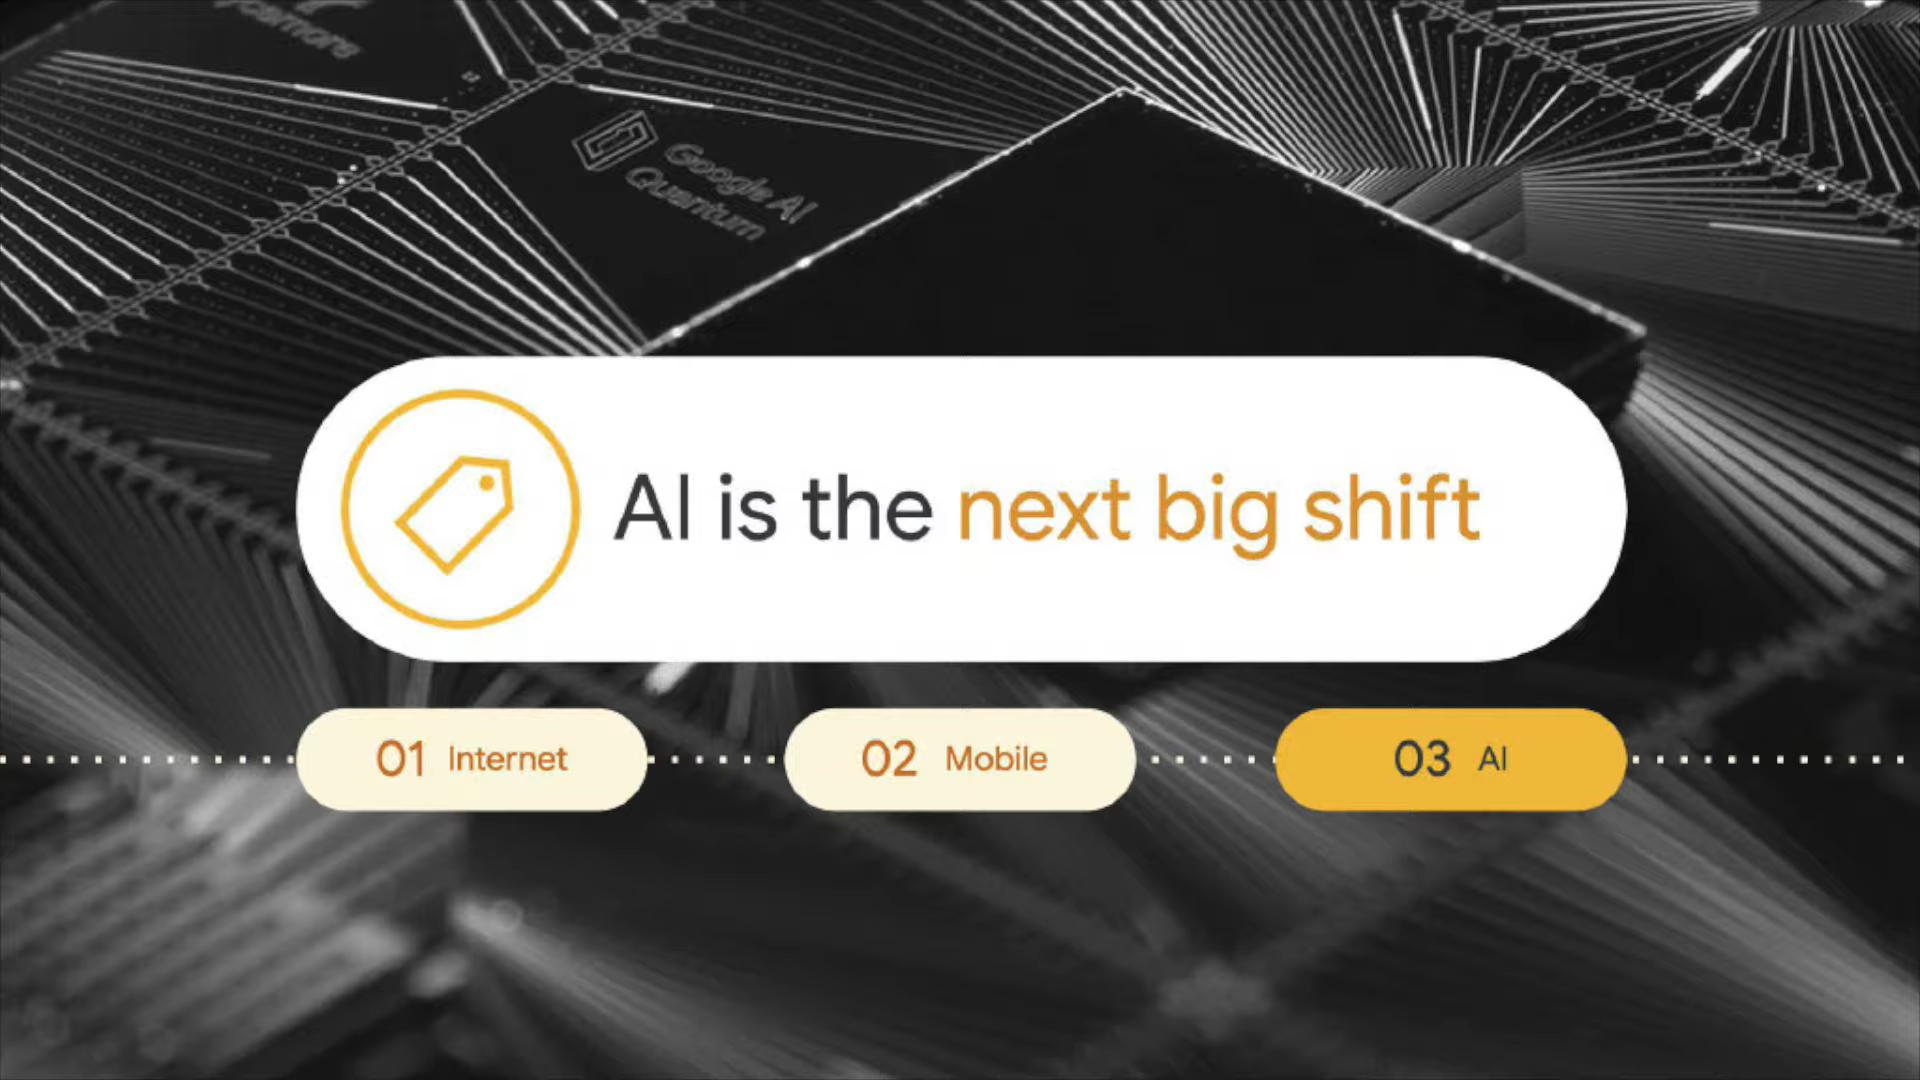 Google AI
Quantum
AI is the next big shift
01 Internet
02 Mobile
03 AI